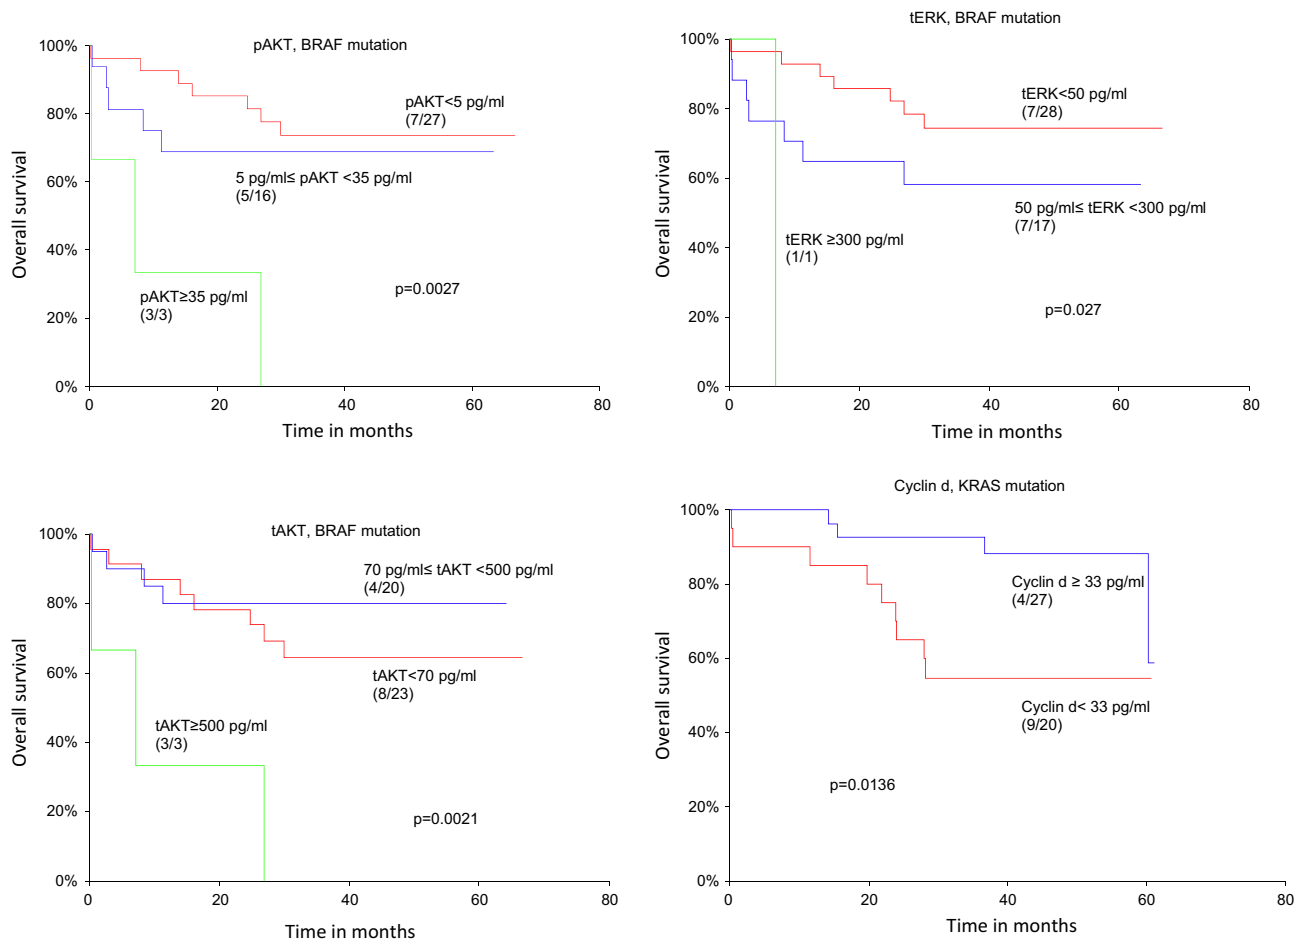 pAKT, BRAF mutation
100%
80%
60%
40%
20%
0%
Overall survival
pAKT<5 pg/ml
(7/27)
5 pg/ml≤ pAKT <35 pg/ml
(5/16)
pAKT≥35 pg/ml
(3/3)
p=0.0027
0 20 40 60 80
Time in months
tERK, BRAF mutation
100%
80%
60%
40%
20%
0%
Overall survival
tERK<50 pg/ml
(7/28)
50 pg/ml≤ tERK <300 pg/ml
(7/17)
tERK ≥300 pg/ml
(1/1)
p=0.027
0 20 40 60 80
Time in months
tAKT, BRAF mutation
100%
80%
60%
40%
20%
0%
Overall survival
70 pg/ml≤ tAKT <500 pg/ml
(4/20)
tAKT<70 pg/ml
(8/23)
tAKT≥500 pg/ml
(3/3)
p=0.0021
0 20 40 60 80
Time in months
Cyclin d, KRAS mutation
100%
80%
60%
40%
20%
0%
Overall survival
Cyclin d ≥ 33 pg/ml
(4/27)
Cyclin d< 33 pg/ml
(9/20)
p=0.0136
0 20 40 60 80
Time in months